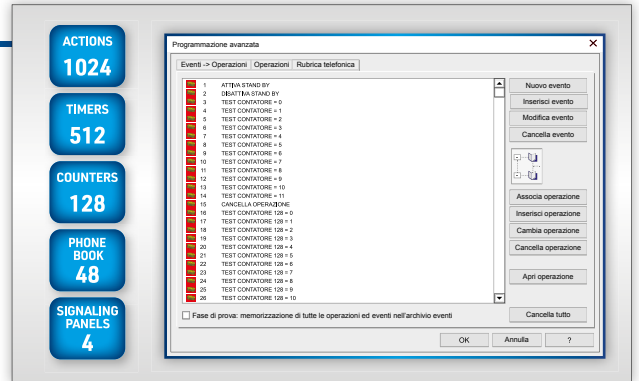 ACTIONS
1024
TIMERS
512
COUNTERS
128
PHONE
BOOK
48
SIGNALING
PANELS
4
Programmazione avanzata
Eventi -> Operazioni Operazioni Rubrica telefonica
1 ATTIVA STAND BY
2 DISATTIVA STAND BY
3 TEST CONTATORE = 0
4 TEST CONTATORE = 1
5 TEST CONTATORE = 2
6 TEST CONTATORE = 3
7 TEST CONTATORE = 4
8 TEST CONTATORE = 5
9 TEST CONTATORE = 6
10 TEST CONTATORE = 7
11 TEST CONTATORE = 8
12 TEST CONTATORE = 9
13 TEST CONTATORE = 10
14 TEST CONTATORE = 11
15 CANCELLA OPERAZIONE
16 TEST CONTATORE 128 = 0
17 TEST CONTATORE 128 = 1
18 TEST CONTATORE 128 = 2
19 TEST CONTATORE 128 = 3
20 TEST CONTATORE 128 = 4
21 TEST CONTATORE 128 = 5
22 TEST CONTATORE 128 = 6
23 TEST CONTATORE 128 = 7
24 TEST CONTATORE 128 = 8
25 TEST CONTATORE 128 = 9
26 TEST CONTATORE 128 = 10
Nuovo evento
Inserisci evento
Modifica evento
Cancella evento
Associa operazione
Inserisci operazione
Cambia operazione
Cancella operazione
Apri operazione
Fase di prova: memorizzazione di tutte le operazioni ed eventi nell'archivio eventi
Cancella tutto
OK Annulla ?